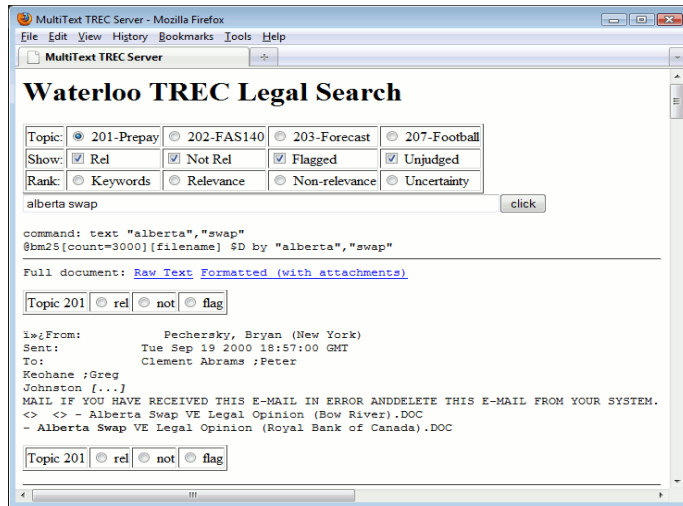 MultiText TREC Server - Mozilla Firefox
File Edit View History Bookmarks Tools Help
MultiText TREC Server
Waterloo TREC Legal Search
Topic: 201-Prepay 202-FAS140 203-Forecast 207-Football
Show: Rel Not Rel Flagged Unjudged
Rank: Keywords Relevance Non-relevance Uncertainty
alberta swap click
command: text "alberta","swap"
@bm25[count=3000][filename] $D by "alberta","swap"
Full document: Raw Text Formatted (with attachments)
Topic 201 rel not flag
ï»¿From: Pechersky, Bryan (New York)
Sent: Tue Sep 19 2000 18:57:00 GMT
To: Clement Abrams ;Peter
Keohane ;Greg
Johnston [...]
MAIL IF YOU HAVE RECEIVED THIS E-MAIL IN ERROR ANDDELETE THIS E-MAIL FROM YOUR SYSTEM.
<> <> - Alberta Swap VE Legal Opinion (Bow River).DOC
- Alberta Swap VE Legal Opinion (Royal Bank of Canada).DOC
Topic 201 rel not flag